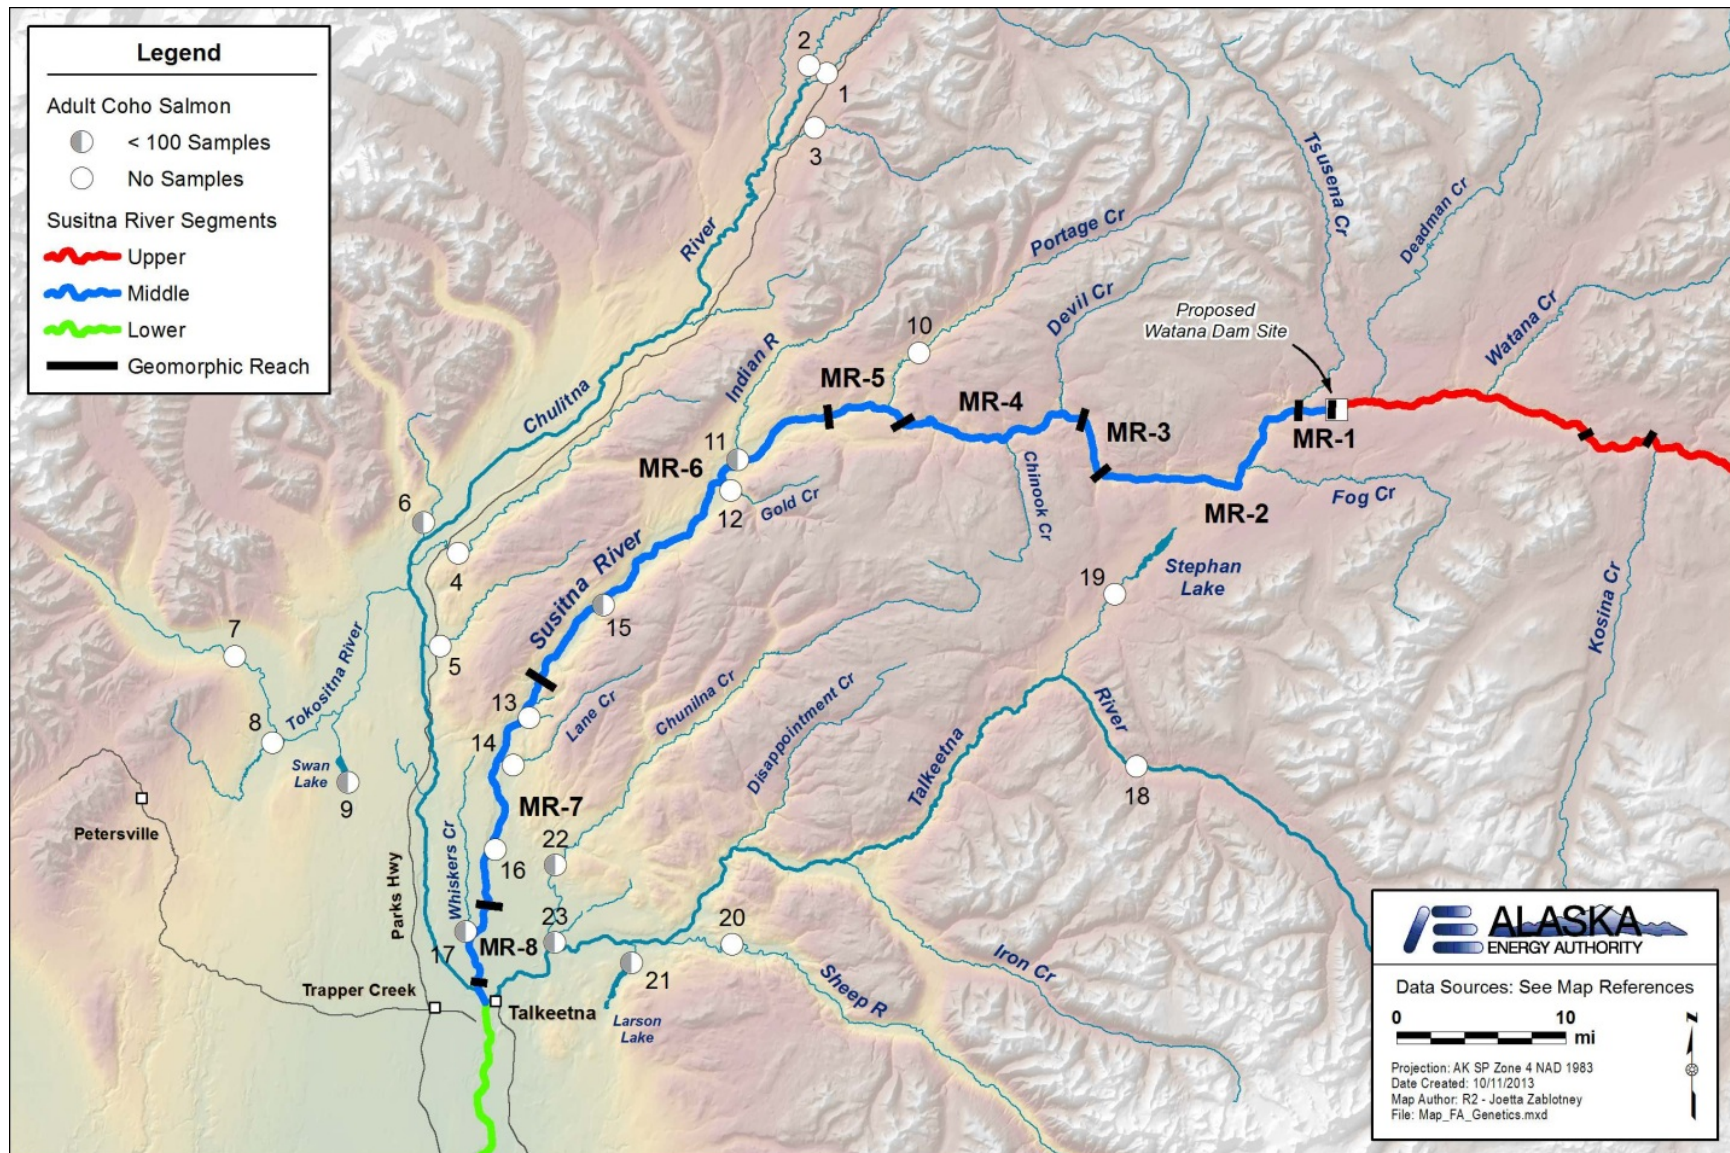 Legend
Adult Coho Salmon
< 100 Samples
No Samples
Susitna River Segments
Upper
Middle
Lower
Geomorphic Reach
2
1
3
River
Chulitna
Portage Cr
Tsusena Cr
Deadman Cr
Watana Cr
Devil Cr
Indian R
Proposed
Watana Dam Site
10
MR-5
MR-4
MR-3
MR-1
MR-2
MR-6
11
12
Gold Cr
Chinook Cr
Fog Cr
Kosina Cr
6
4
5
Susitna River
15
19
Stephan
Lake
7
8
Tokositna River
Swan
Lake
9
13
14
Lane Cr
Chunilna Cr
Disappointment Cr
Talkeetna
River
18
Petersville
MR-7
22
16
Whiskers Cr
Parks Hwy
23
17
MR-8
20
21
Sheep R
Iron Cr
Trapper Creek
Talkeetna
Larson
Lake
ALASKA
ENERGY AUTHORITY
Data Sources: See Map References
0 10
mi
N
Projection: AK SP Zone 4 NAD 1983
Date Created: 10/11/2013
Map Author: R2 - Joetta Zablotney
File: Map_FA_Genetics.mxd